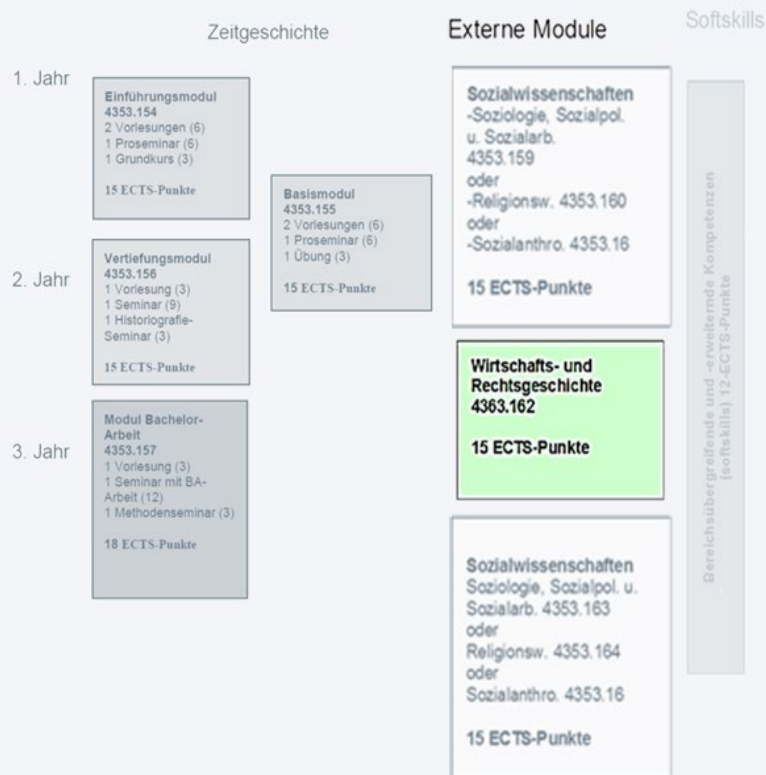 Zeitgeschichte
Externe Module
Softskills
1. Jahr
2. Jahr
3. Jahr
Einführungsmodul
4353.154
2 Vorlesungen (6)
1 Proseminar (6)
1 Grundkurs (3)
15 ECTS-Punkte
Basismodul
4353.155
2 Vorlesungen (6)
1 Proseminar (6)
1 Übung (3)
15 ECTS-Punkte
Vertiefungsmodul
4353.156
1 Vorlesung (3)
1 Seminar (9)
1 Historiografie-
Seminar (3)
15 ECTS-Punkte
Modul Bachelor-
Arbeit
4353.157
1 Vorlesung (3)
1 Seminar mit BA-
Arbeit (12)
1 Methodenseminar (3)
18 ECTS-Punkte
Sozialwissenschaften
-Soziologie, Sozialpol.
u. Sozialarb.
4353.159
oder
-Religionsw. 4353.160
oder
-Sozialanthro. 4353.16
15 ECTS-Punkte
Wirtschafts- und
Rechtsgeschichte
4363.162
15 ECTS-Punkte
Sozialwissenschaften
Soziologie, Sozialpol. u.
Sozialarb. 4353.163
oder
Religionsw. 4353.164
oder
Sozialanthro. 4353.16
15 ECTS-Punkte
Bereichsübergreifende und -erweiternde Kompetenzen
(softskills) 12-ECTS-Punkte